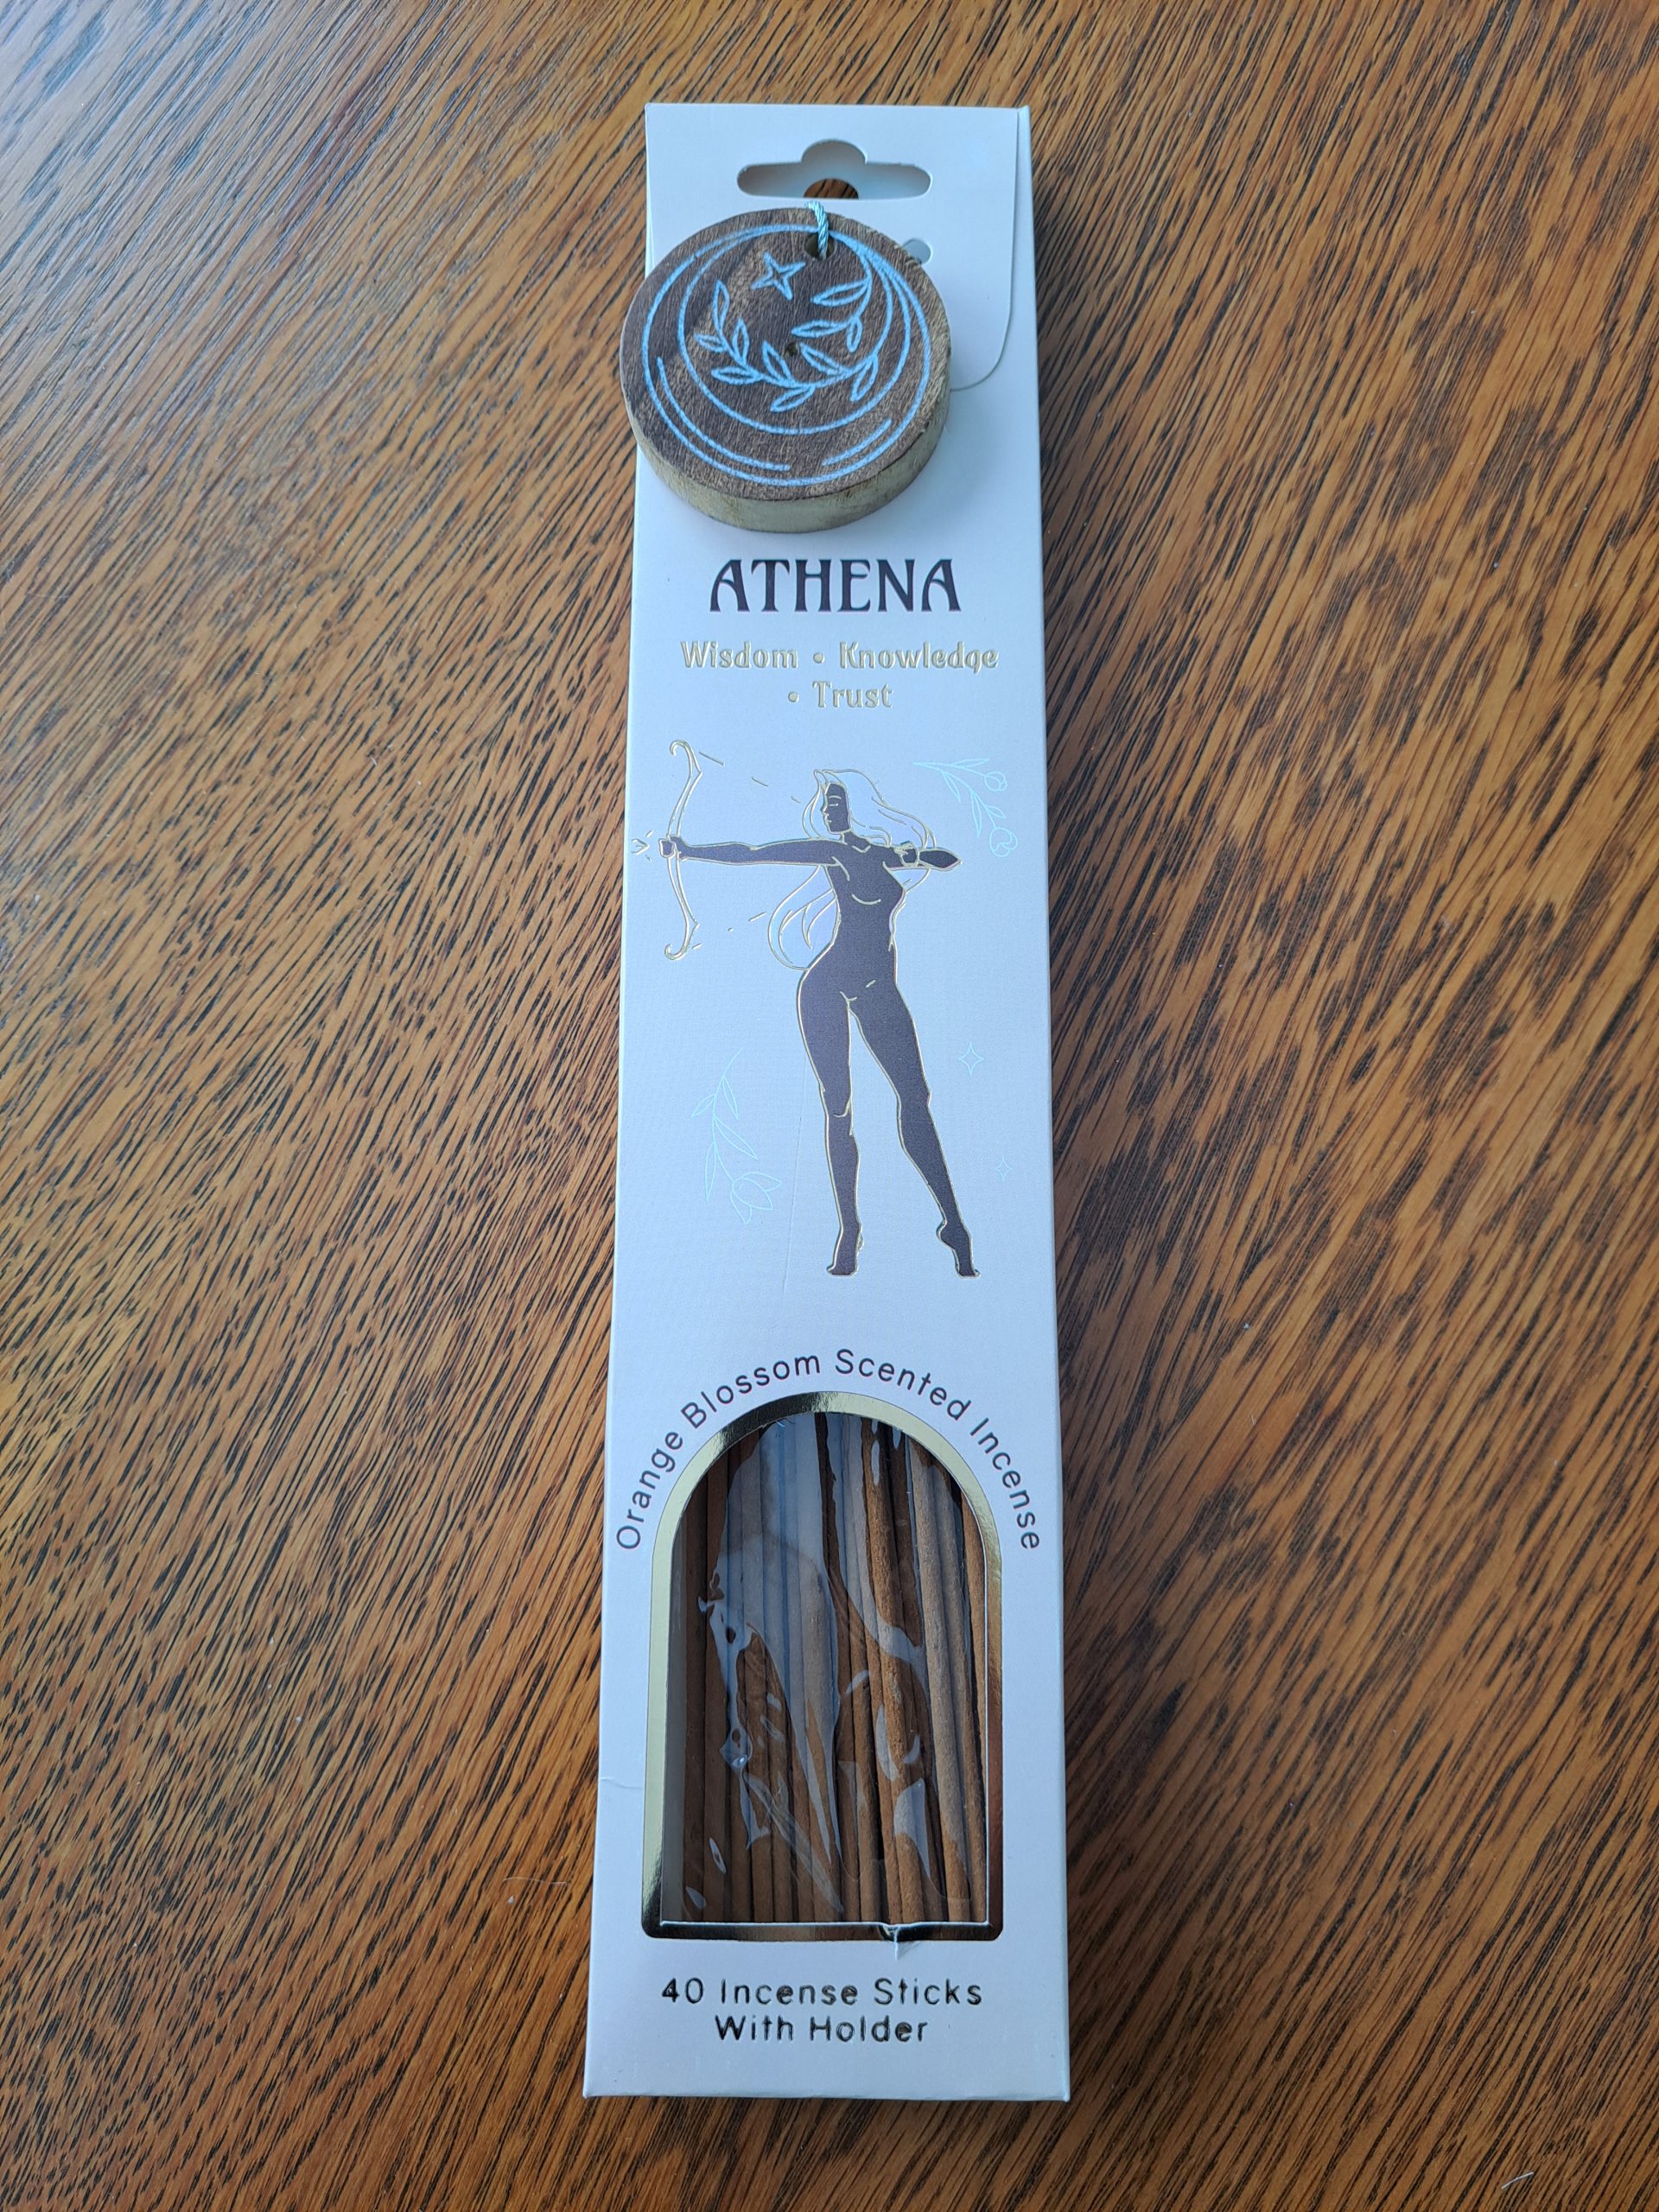 ATHENA
Wisdom • Knowledge
• Trust
Orange Blossom Scented Incense
40 Incense Sticks
With Holder